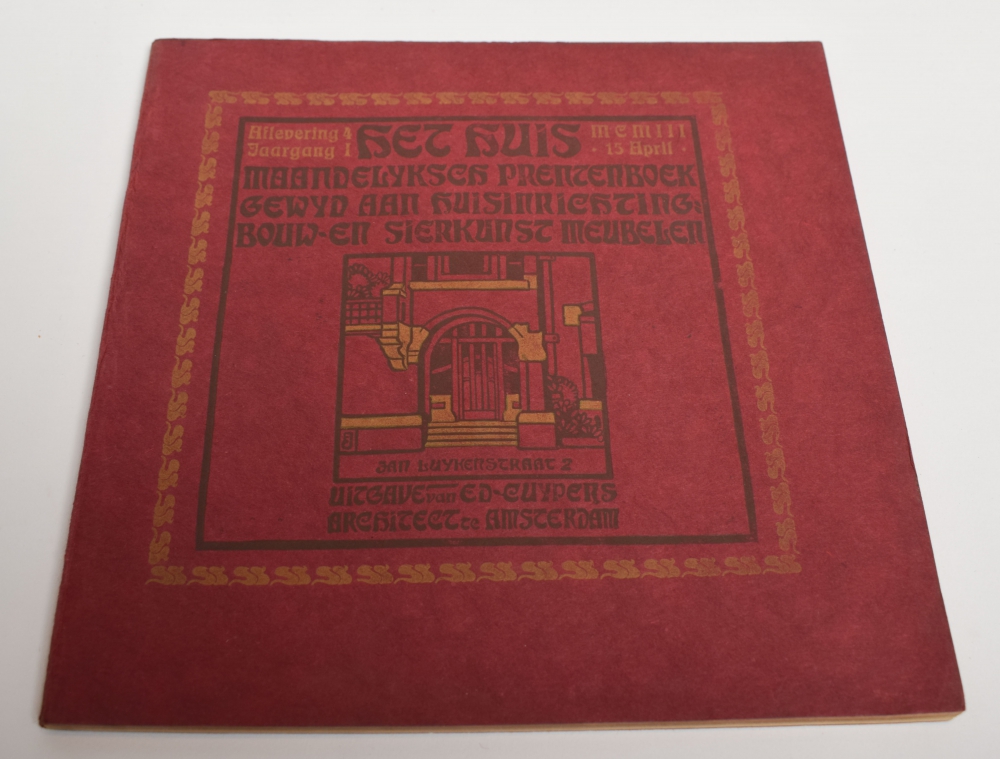 Aflevering 4
Jaargang I
HET HUIS
MCMIII
· 15 April ·
MAANDELYKSCH PRENTENBOEK
GEWYD AAN HUISINRICHTING:
BOUW-EN SIERKUNST MEUBELEN
JAN LUYKENSTRAAT 2
UITGAVE van ED-CUYPERS
ARCHITECT te AMSTERDAM